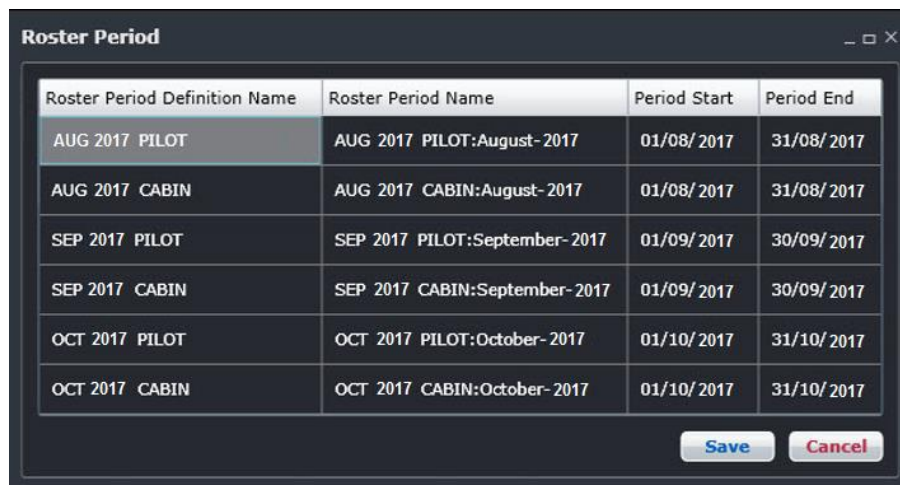 Roster Period
Roster Period Definition Name Roster Period Name Period Start Period End
AUG 2017 PILOT AUG 2017 PILOT:August-2017 01/08/2017 31/08/2017
AUG 2017 CABIN AUG 2017 CABIN:August-2017 01/08/2017 31/08/2017
SEP 2017 PILOT SEP 2017 PILOT:September-2017 01/09/2017 30/09/2017
SEP 2017 CABIN SEP 2017 CABIN:September-2017 01/09/2017 30/09/2017
OCT 2017 PILOT OCT 2017 PILOT:October-2017 01/10/2017 31/10/2017
OCT 2017 CABIN OCT 2017 CABIN:October-2017 01/10/2017 31/10/2017
Save Cancel